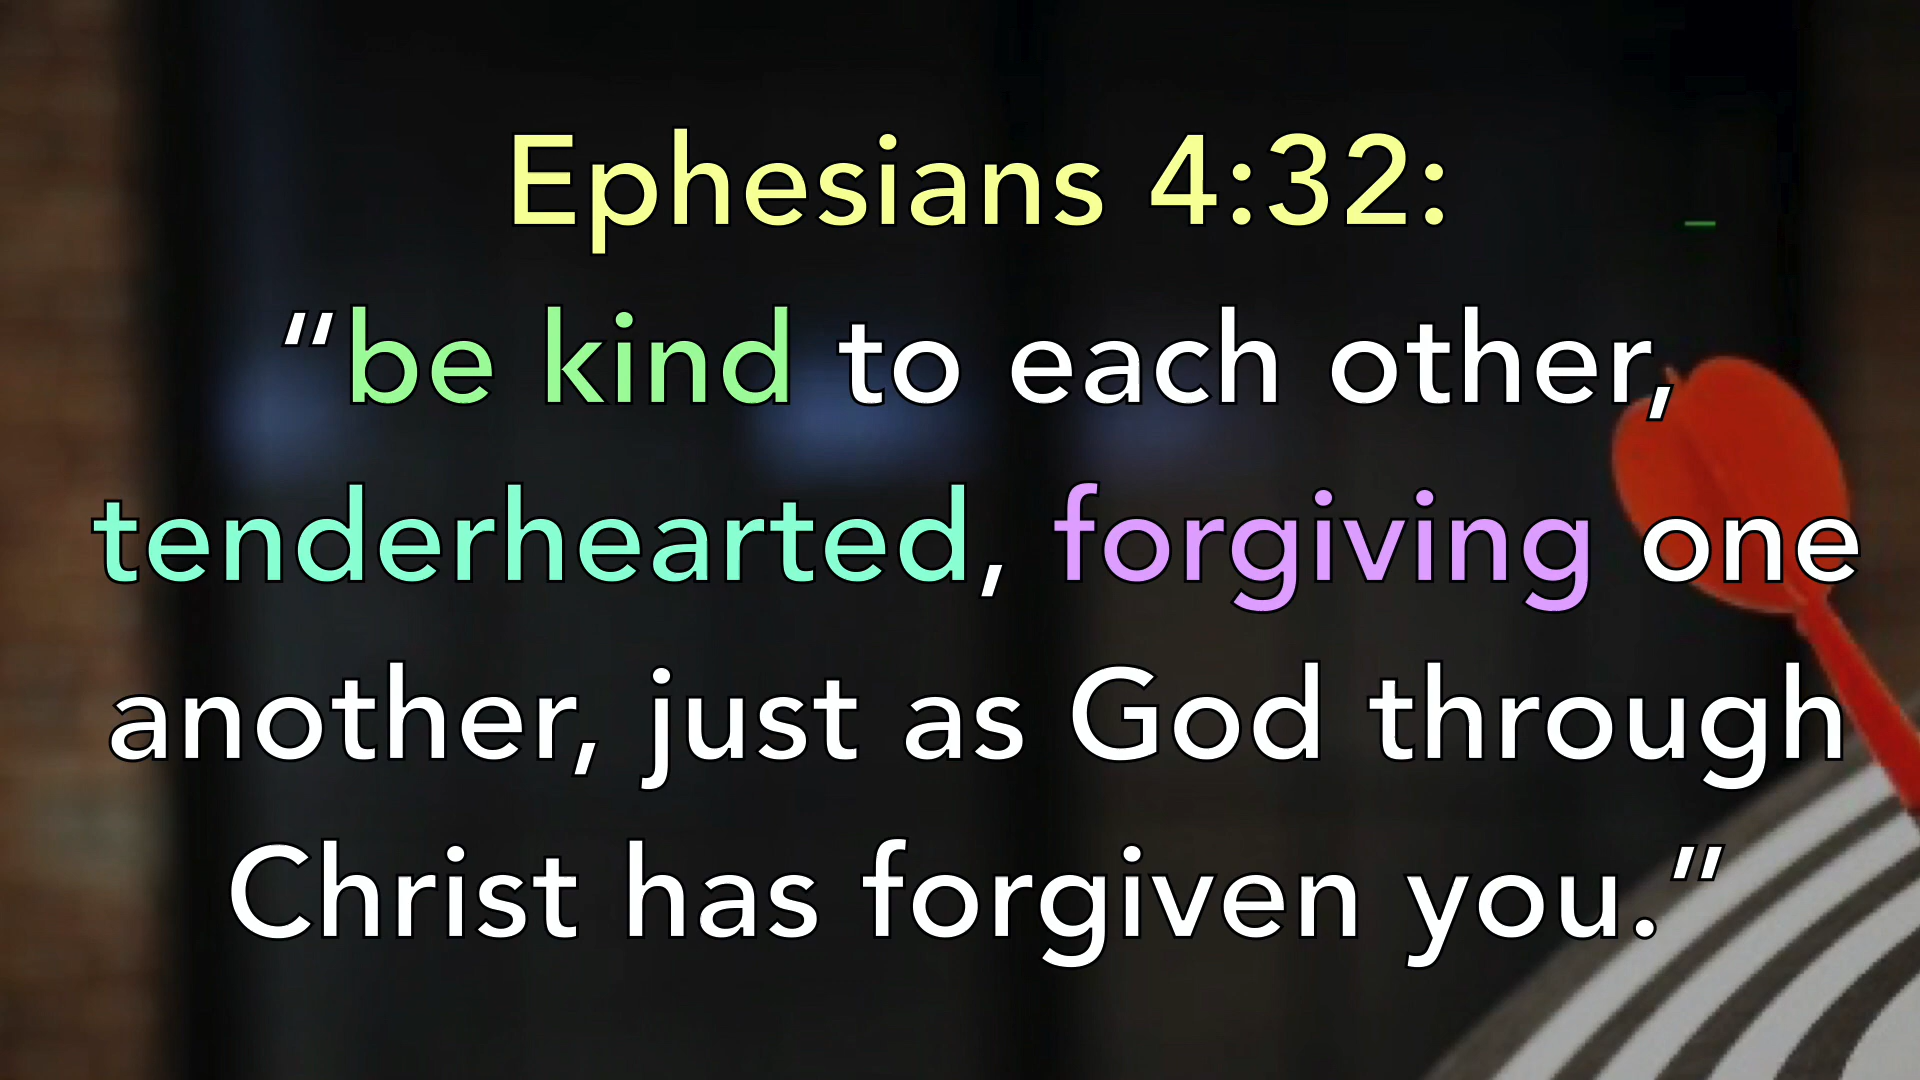 Ephesians 4:32:
“be kind to each other,
tenderhearted, forgiving one
another, just as God through
Christ has forgiven you.”